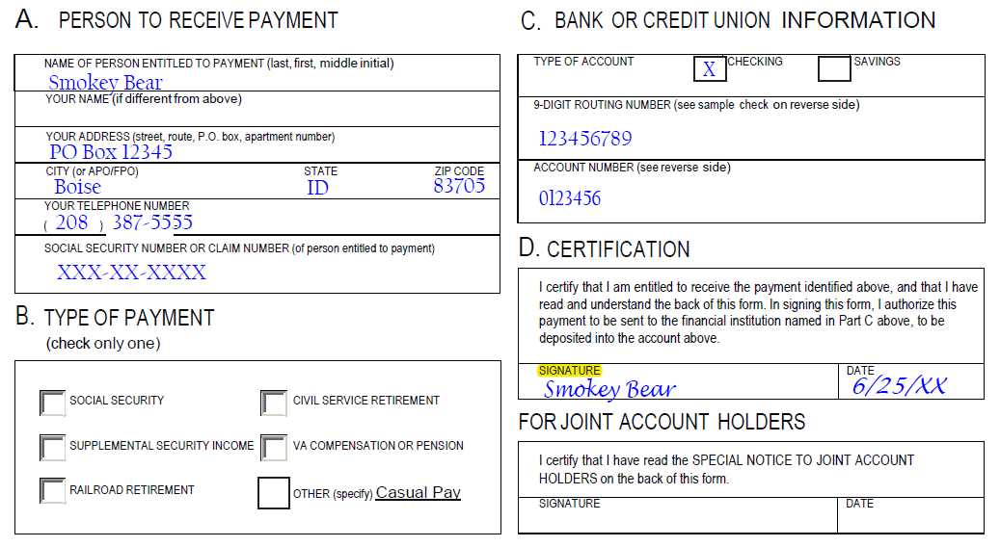 A. PERSON TO RECEIVE PAYMENT
NAME OF PERSON ENTITLED TO PAYMENT (last, first, middle initial)
Smokey Bear
YOUR NAME (if different from above)
YOUR ADDRESS (street, route, P.O. box, apartment number)
PO Box 12345
CITY (or APO/FPO) STATE ZIP CODE
Boise ID 83705
YOUR TELEPHONE NUMBER
( 208 ) 387-5555
SOCIAL SECURITY NUMBER OR CLAIM NUMBER (of person entitled to payment)
XXX-XX-XXXX
B. TYPE OF PAYMENT
(check only one)
SOCIAL SECURITY CIVIL SERVICE RETIREMENT
SUPPLEMENTAL SECURITY INCOME VA COMPENSATION OR PENSION
RAILROAD RETIREMENT OTHER (specify) Casual Pay
C. BANK OR CREDIT UNION INFORMATION
TYPE OF ACCOUNT X CHECKING SAVINGS
9-DIGIT ROUTING NUMBER (see sample check on reverse side)
123456789
ACCOUNT NUMBER (see reverse side)
0123456
D. CERTIFICATION
I certify that I am entitled to receive the payment identified above, and that I have
read and understand the back of this form. In signing this form, I authorize this
payment to be sent to the financial institution named in Part C above, to be
deposited into the account above.
SIGNATURE DATE
Smokey Bear 6/25/XX
FOR JOINT ACCOUNT HOLDERS
I certify that I have read the SPECIAL NOTICE TO JOINT ACCOUNT
HOLDERS on the back of this form.
SIGNATURE DATE